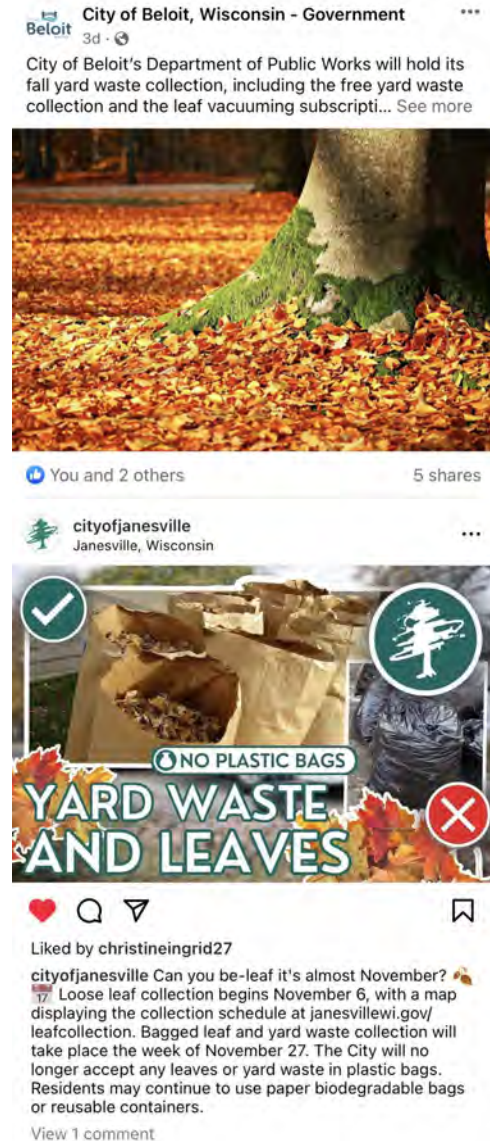 City of Beloit, Wisconsin - Government
Beloit
3d ·
City of Beloit's Department of Public Works will hold its
fall yard waste collection, including the free yard waste
collection and the leaf vacuuming subscripti... See more
You and 2 others
5 shares
cityofjanesville
Janesville, Wisconsin
NO PLASTIC BAGS
YARD WASTE
AND LEAVES
Liked by christineingrid27
cityofjanesville Can you be-leaf it's almost November? 🍂
📅 Loose leaf collection begins November 6, with a map
displaying the collection schedule at janesvillewi.gov/
leafcollection. Bagged leaf and yard waste collection will
take place the week of November 27. The City will no
longer accept any leaves or yard waste in plastic bags.
Residents may continue to use paper biodegradable bags
or reusable containers.
View 1 comment